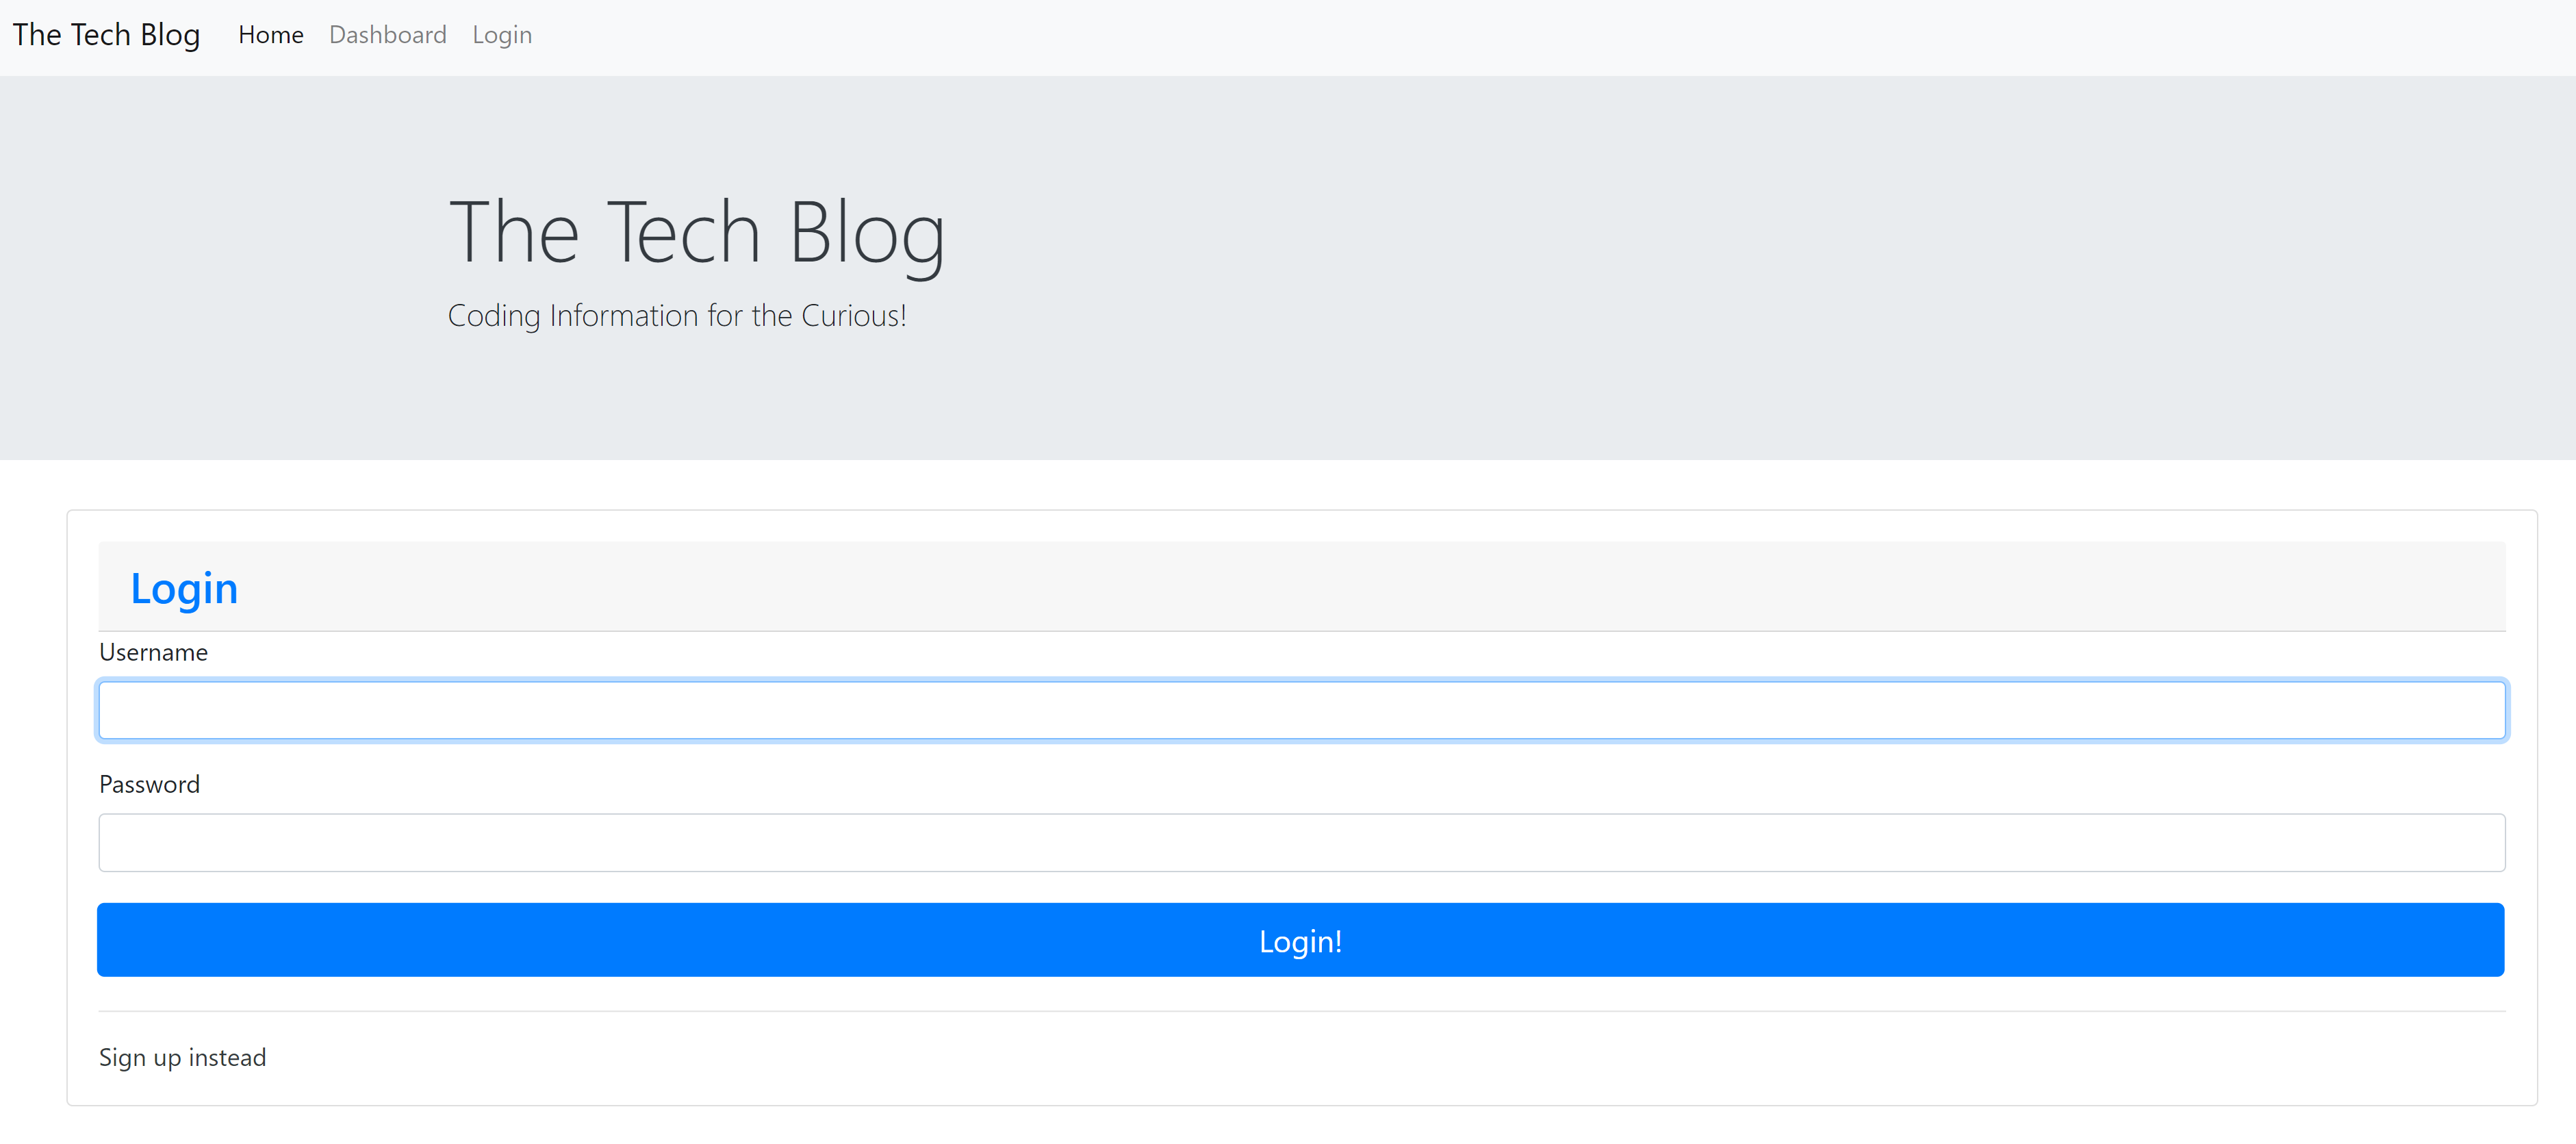 The Tech Blog Home Dashboard Login
The Tech Blog
Coding Information for the Curious!
Login
Username
Password
Login!
Sign up instead